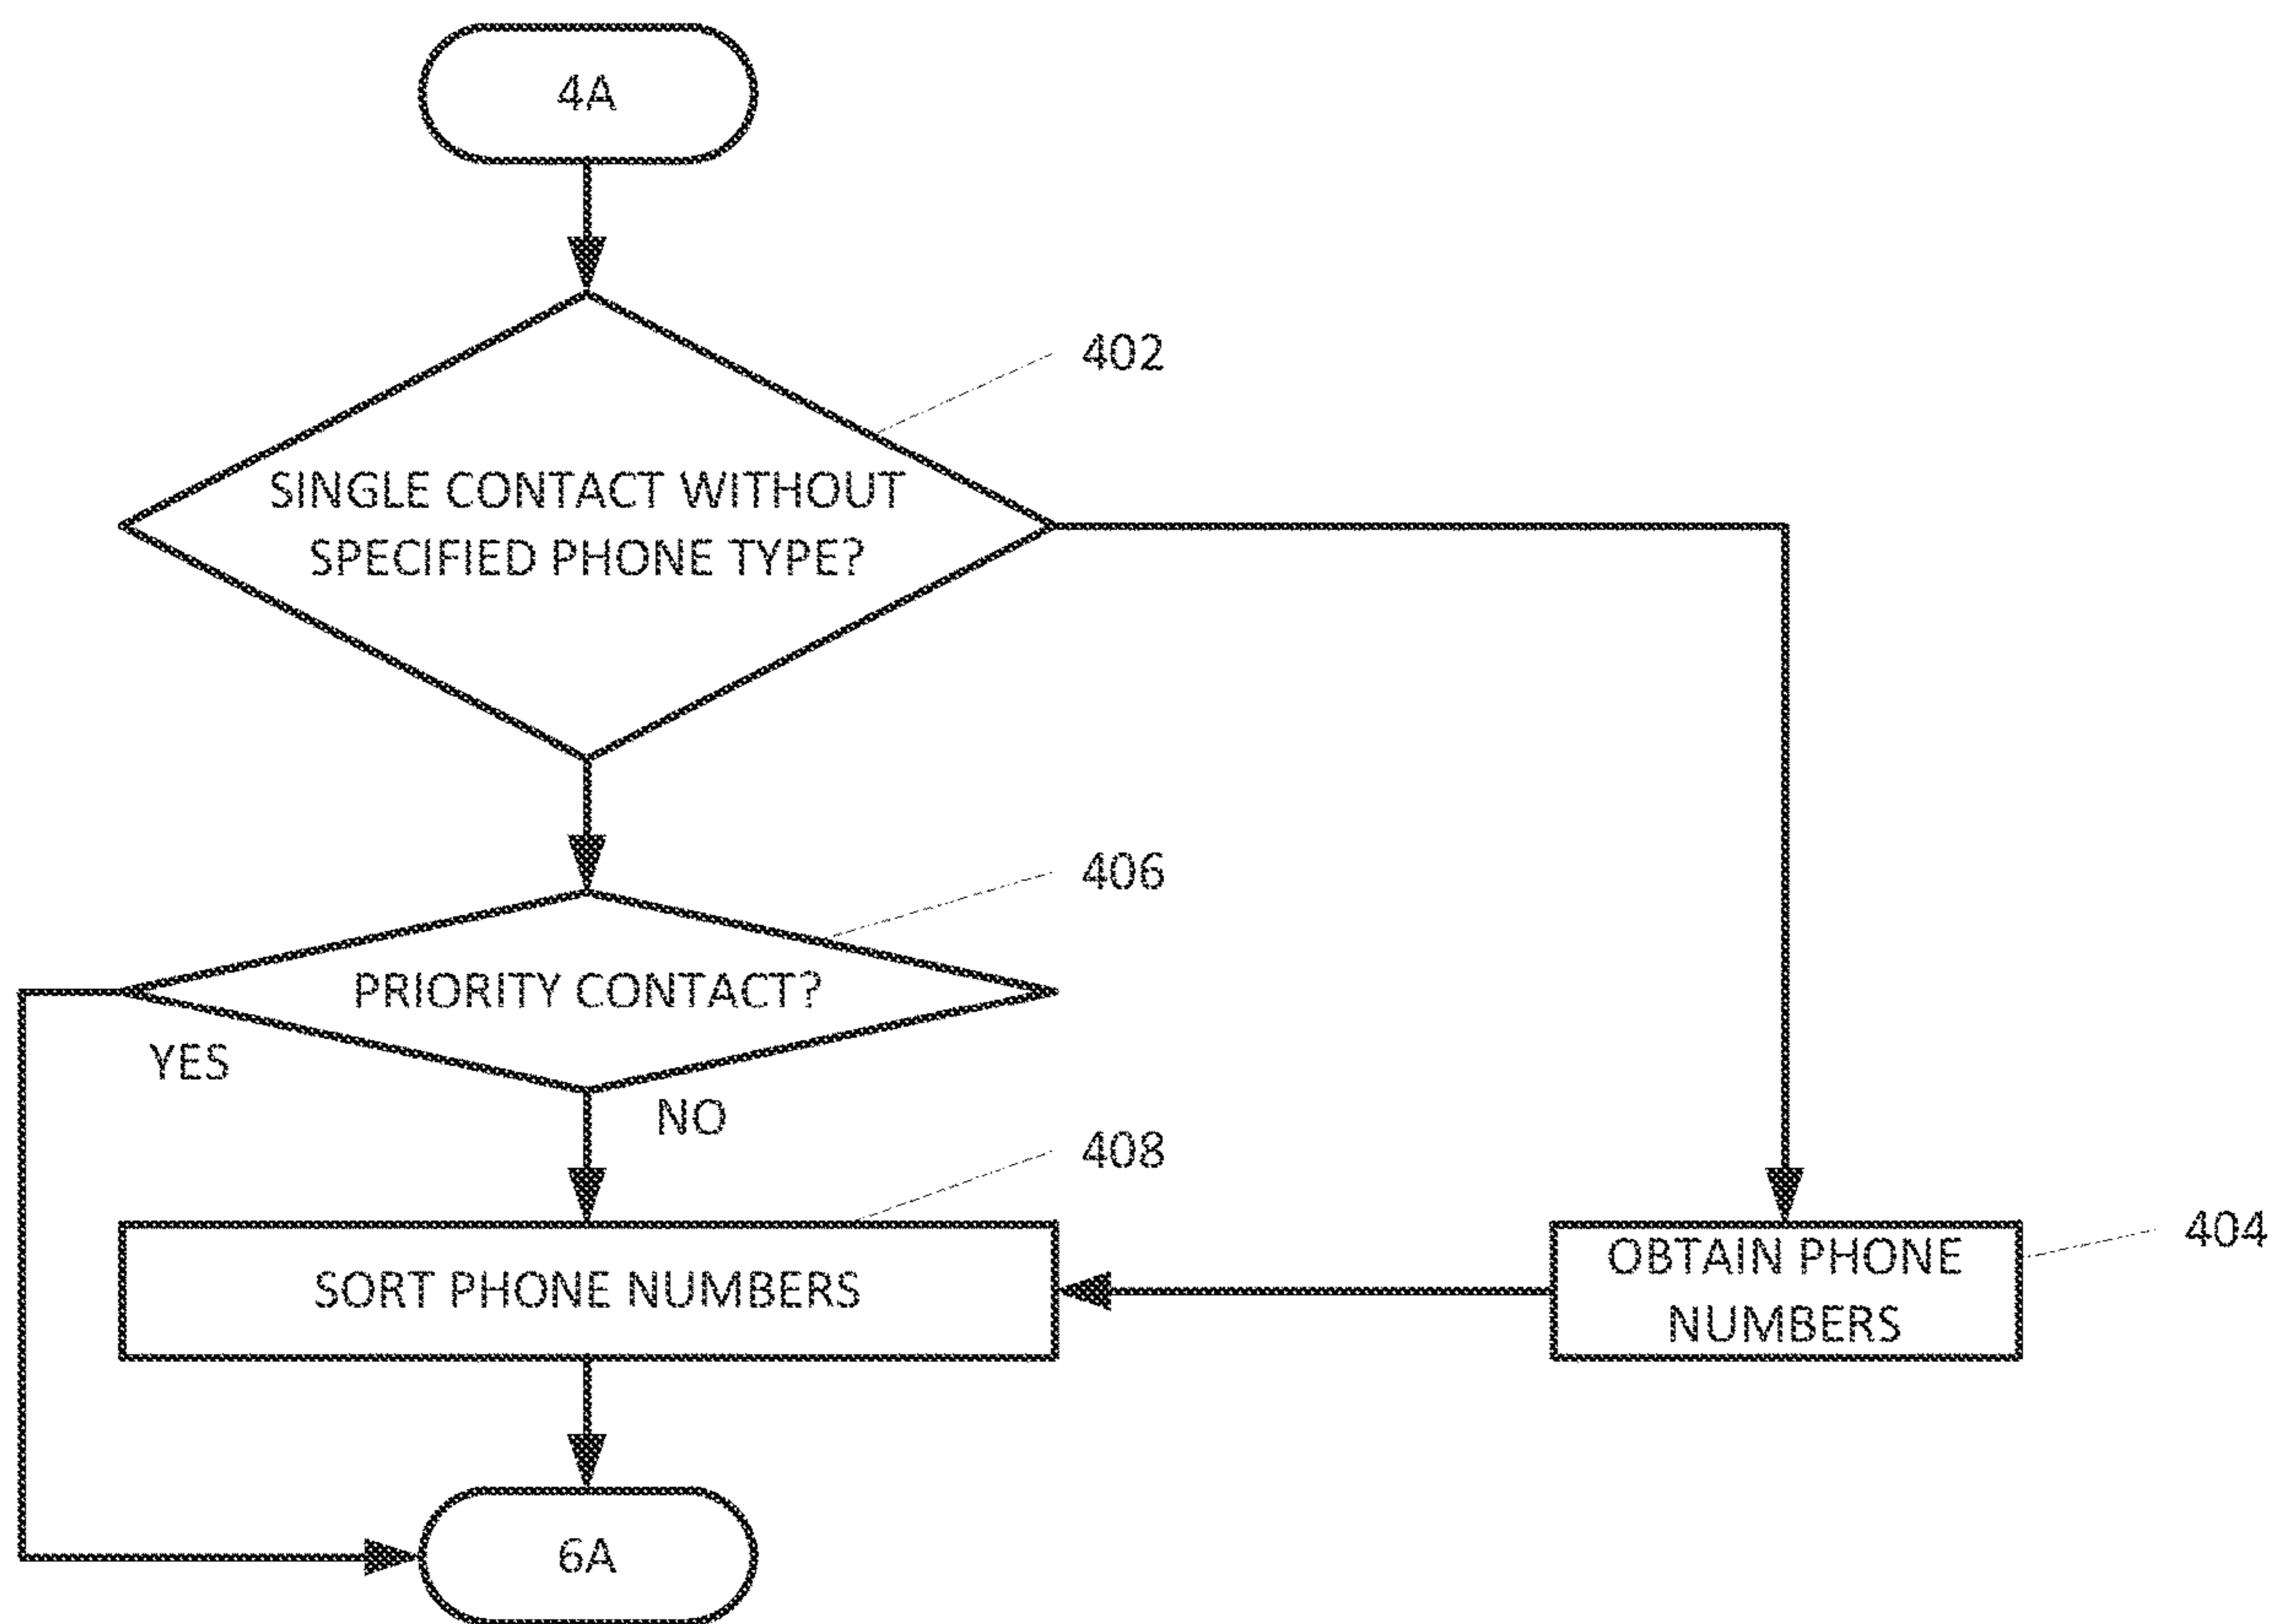 4A
402
SINGLE CONTACT WITHOUT
SPECIFIED PHONE TYPE?
406
PRIORITY CONTACT?
YES
NO
408
SORT PHONE NUMBERS
404
OBTAIN PHONE
NUMBERS
6A